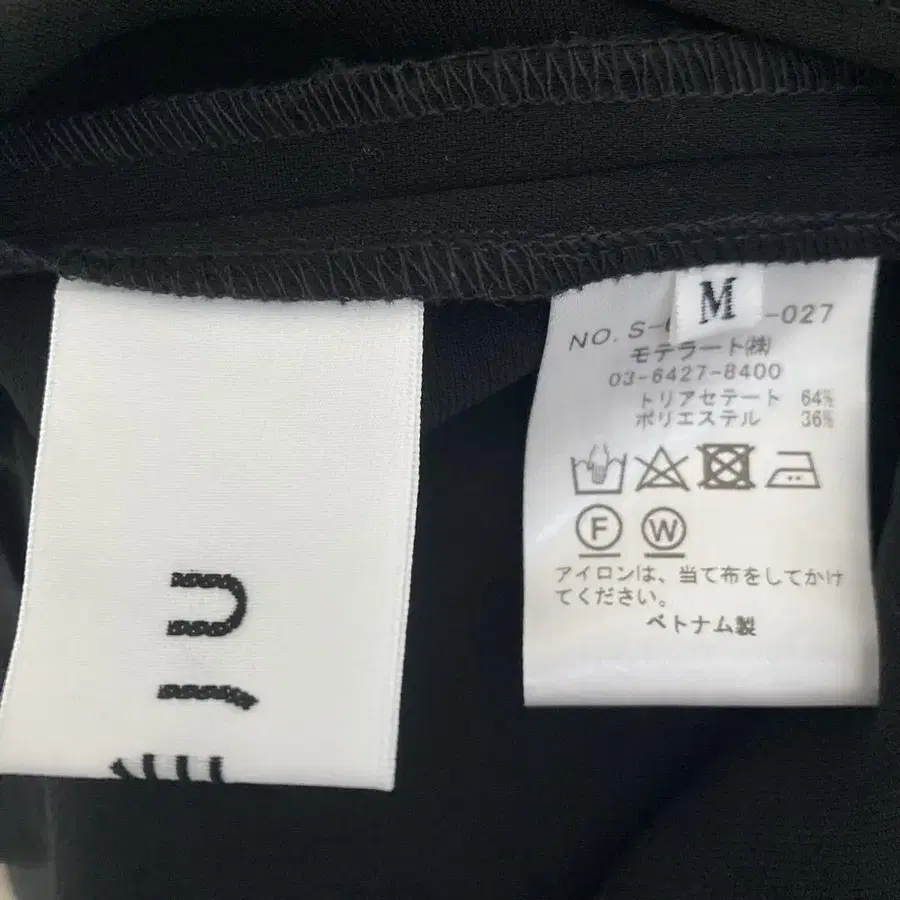 M
NO. S-0 -027
モテラート㈱
03-6427-8400
トリアセテート 64%
ポリエステル 36%
F W
アイロンは、当て布をしてかけ
てください。
ベトナム製